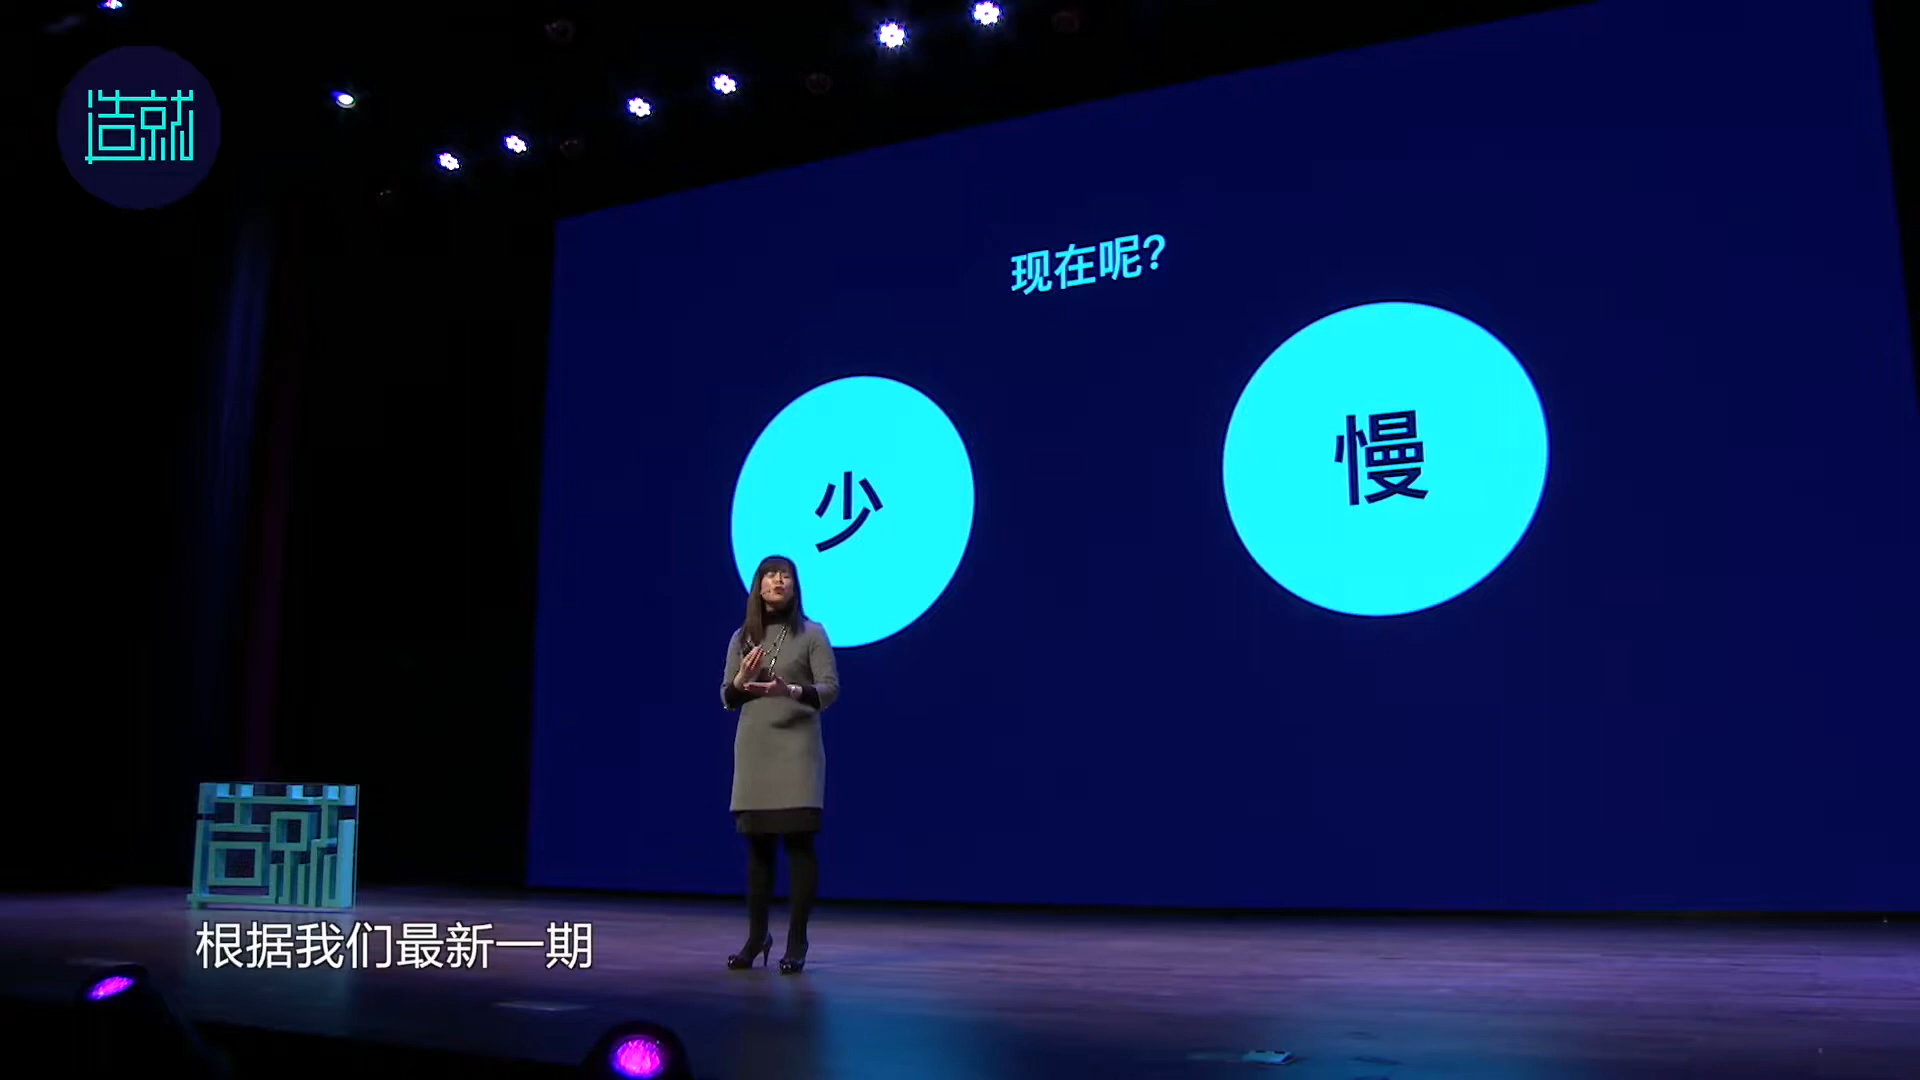 造就
现在呢?
少
慢
造就
根据我们最新一期